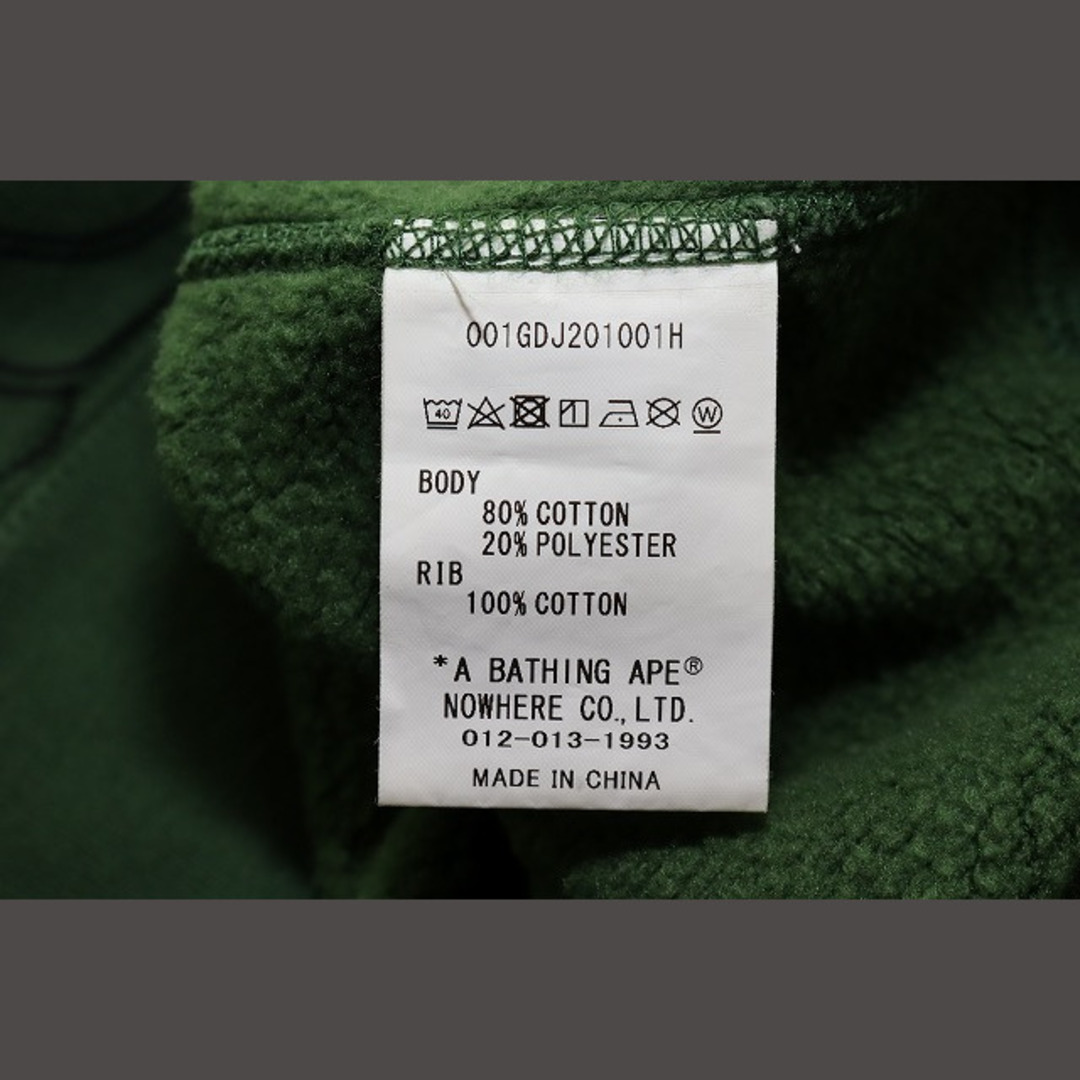 001GDJ201001H
40 W
BODY
80% COTTON
20% POLYESTER
RIB
100% COTTON
*A BATHING APE®
NOWHERE CO., LTD.
012-013-1993
MADE IN CHINA